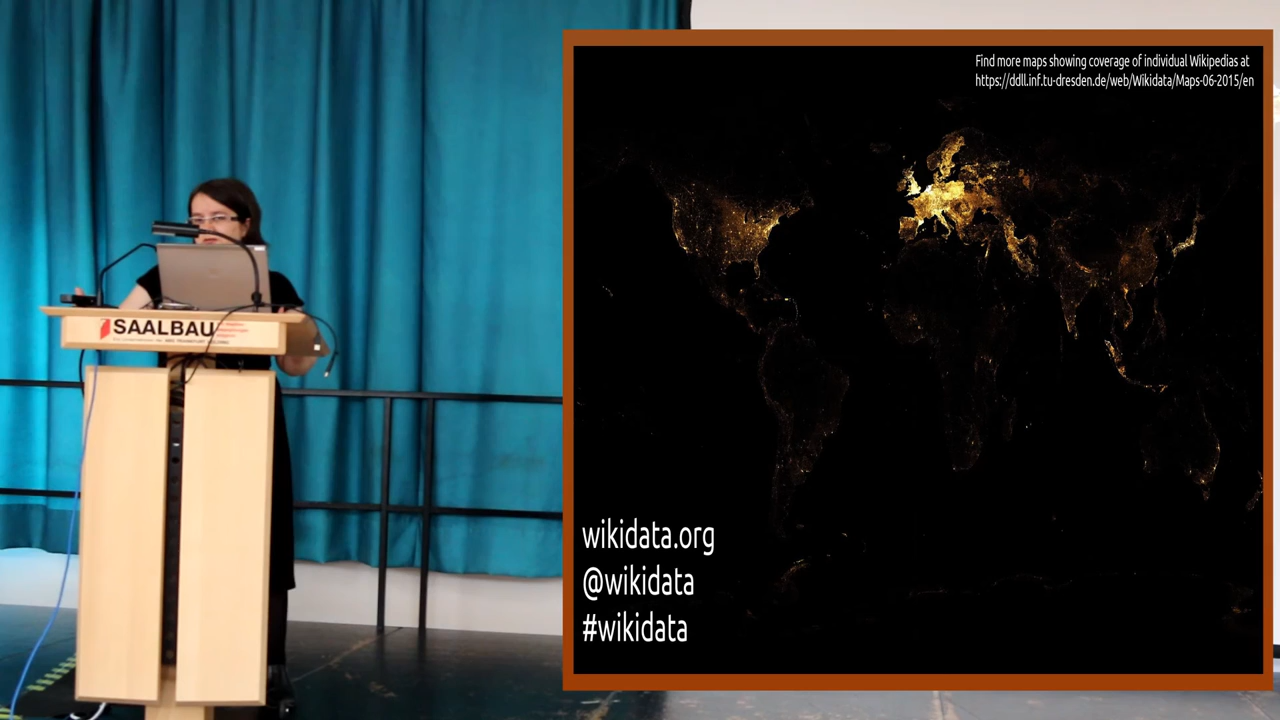 SAALBAU
Find more maps showing coverage of individual Wikipedias at
https://ddll.inf.tu-dresden.de/web/Wikidata/Maps-06-2015/en
wikidata.org
@wikidata
#wikidata